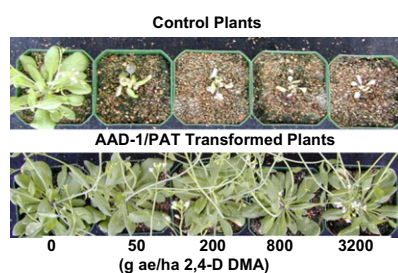 Control Plants
AAD-1/PAT Transformed Plants
0 50 200 800 3200
(g ae/ha 2,4-D DMA)